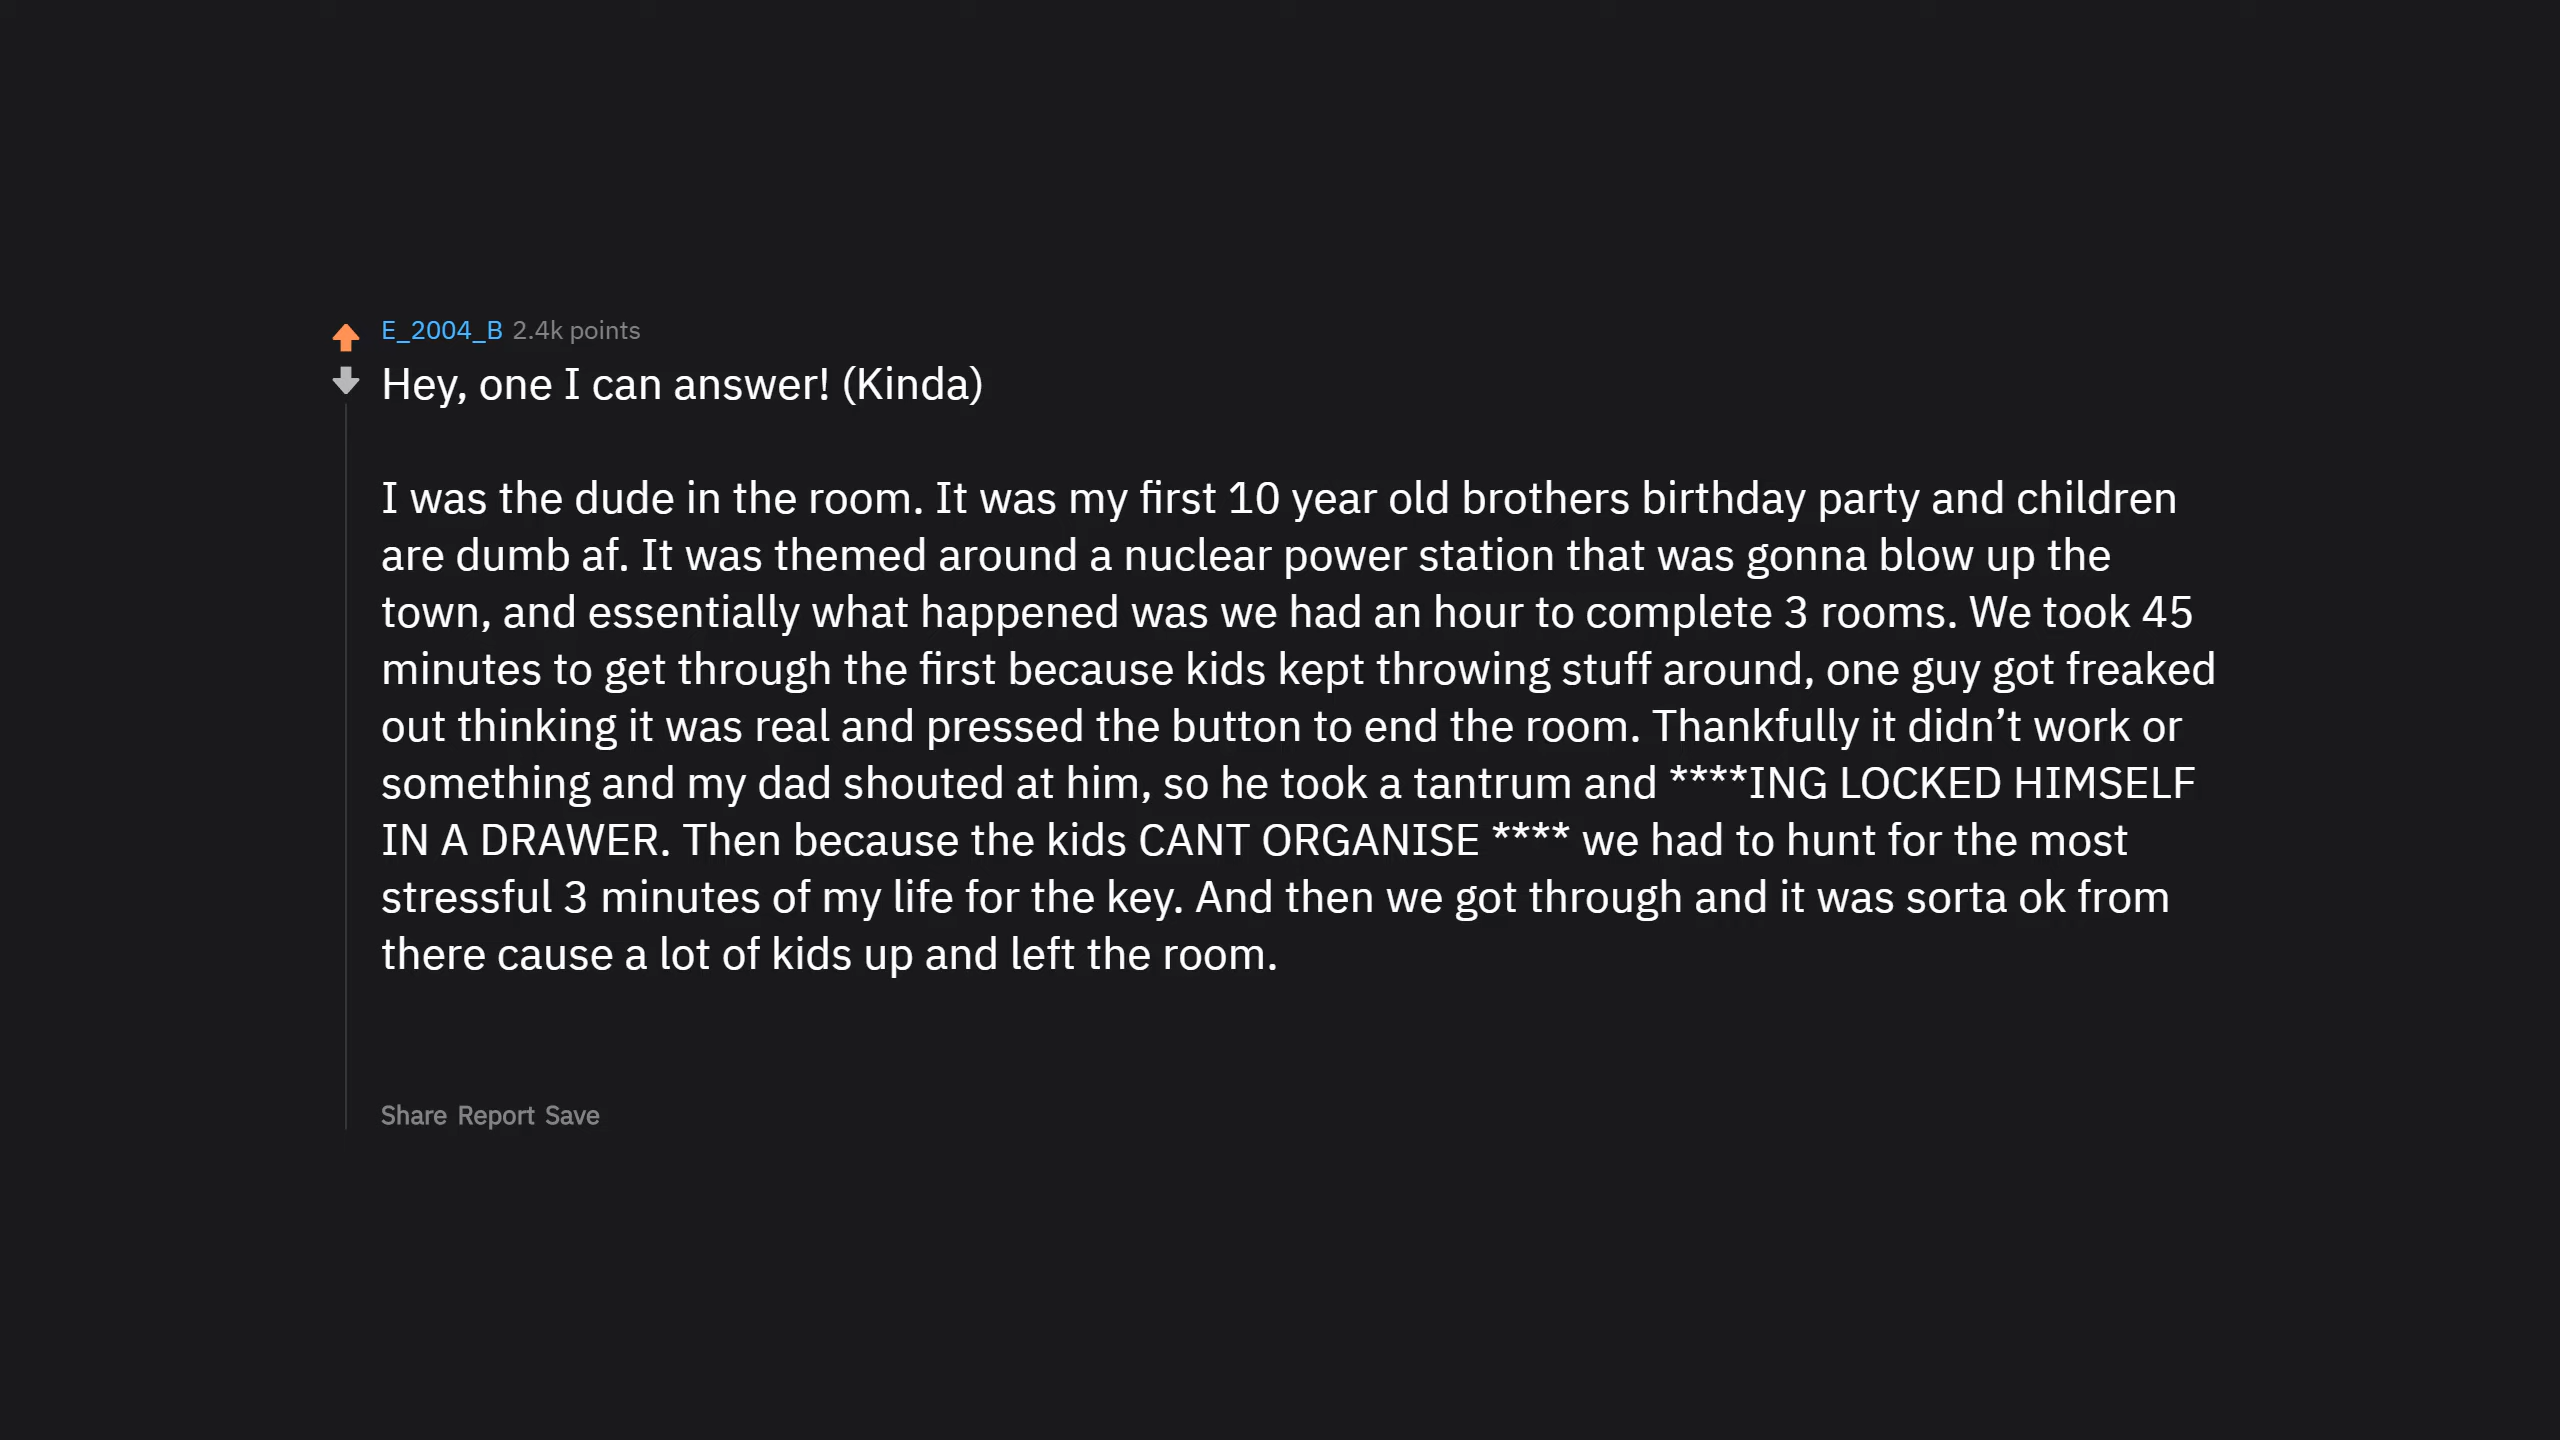 E_2004_B 2.4k points
Hey, one I can answer! (Kinda)
I was the dude in the room. It was my first 10 year old brothers birthday party and children
are dumb af. It was themed around a nuclear power station that was gonna blow up the
town, and essentially what happened was we had an hour to complete 3 rooms. We took 45
minutes to get through the first because kids kept throwing stuff around, one guy got freaked
out thinking it was real and pressed the button to end the room. Thankfully it didn’t work or
something and my dad shouted at him, so he took a tantrum and ****ING LOCKED HIMSELF
IN A DRAWER. Then because the kids CANT ORGANISE **** we had to hunt for the most
stressful 3 minutes of my life for the key. And then we got through and it was sorta ok from
there cause a lot of kids up and left the room.
Share Report Save